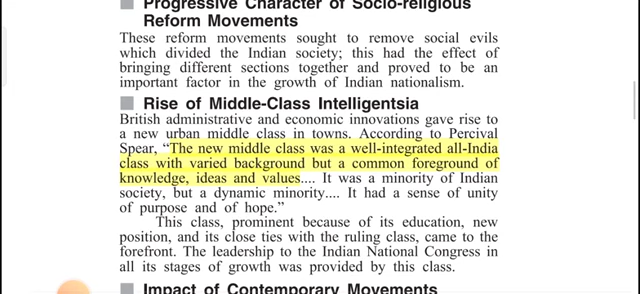 Progressive Character of Socio-religious
Reform Movements
These reform movements sought to remove social evils
which divided the Indian society; this had the effect of
bringing different sections together and proved to be an
important factor in the growth of Indian nationalism.
Rise of Middle-Class Intelligentsia
British administrative and economic innovations gave rise to
a new urban middle class in towns. According to Percival
Spear, “The new middle class was a well-integrated all-India
class with varied background but a common foreground of
knowledge, ideas and values.... It was a minority of Indian
society, but a dynamic minority.... It had a sense of unity
of purpose and of hope.”
This class, prominent because of its education, new
position, and its close ties with the ruling class, came to the
forefront. The leadership to the Indian National Congress in
all its stages of growth was provided by this class.
Impact of Contemporary Movements